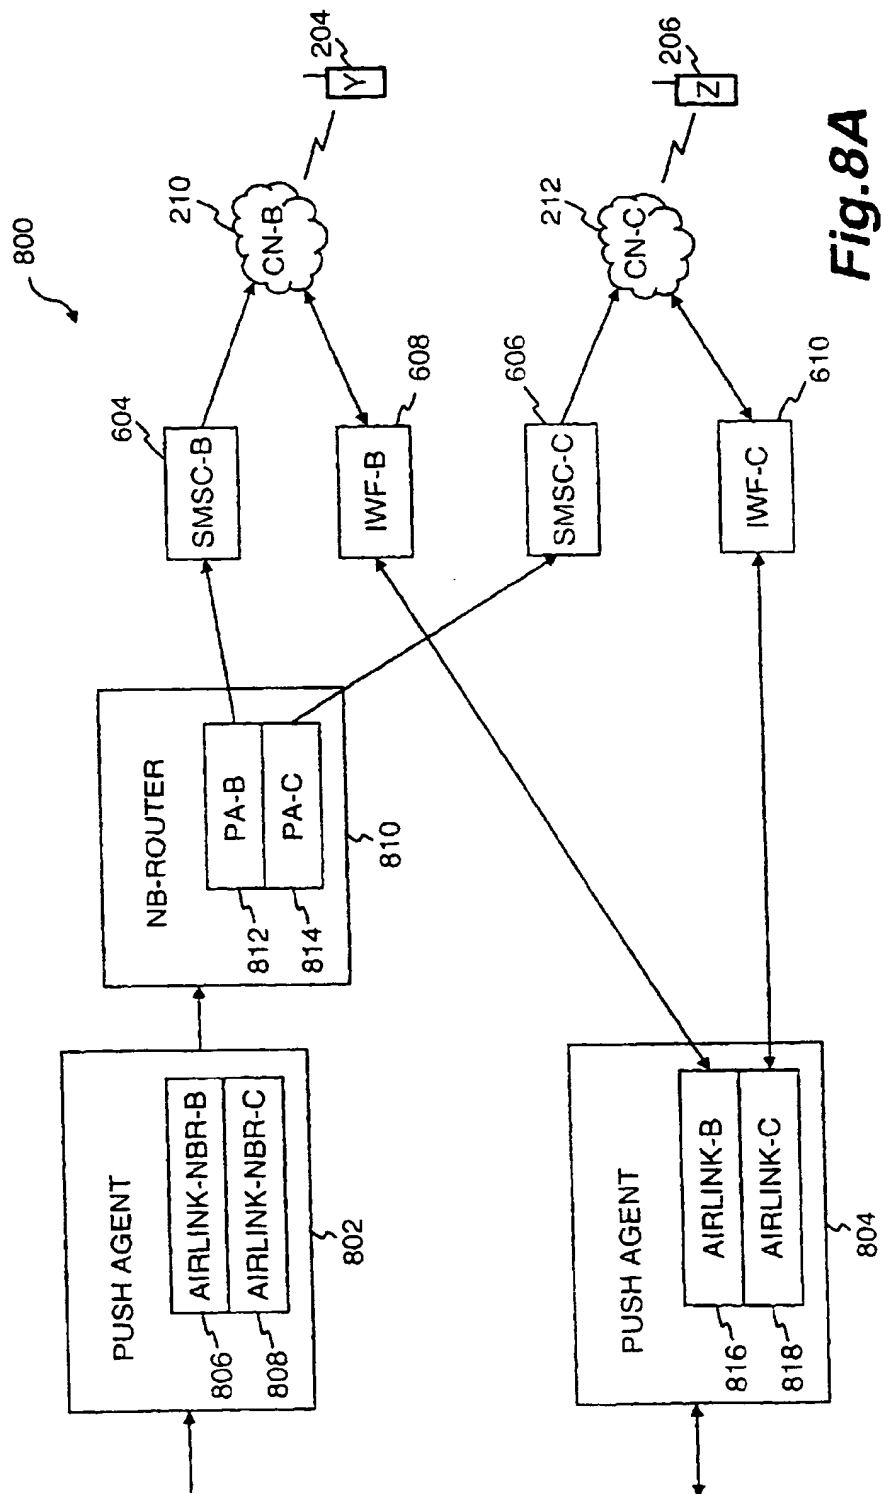 800
PUSH AGENT
AIRLINK-NBR-B
AIRLINK-NBR-C
806
808
802
NB-ROUTER
PA-B
PA-C
812
814
810
604
SMSC-B
IWF-B
608
210
CN-B
204
Y
606
SMSC-C
IWF-C
610
212
CN-C
206
Z
PUSH AGENT
AIRLINK-B
AIRLINK-C
816
818
804
Fig.8A